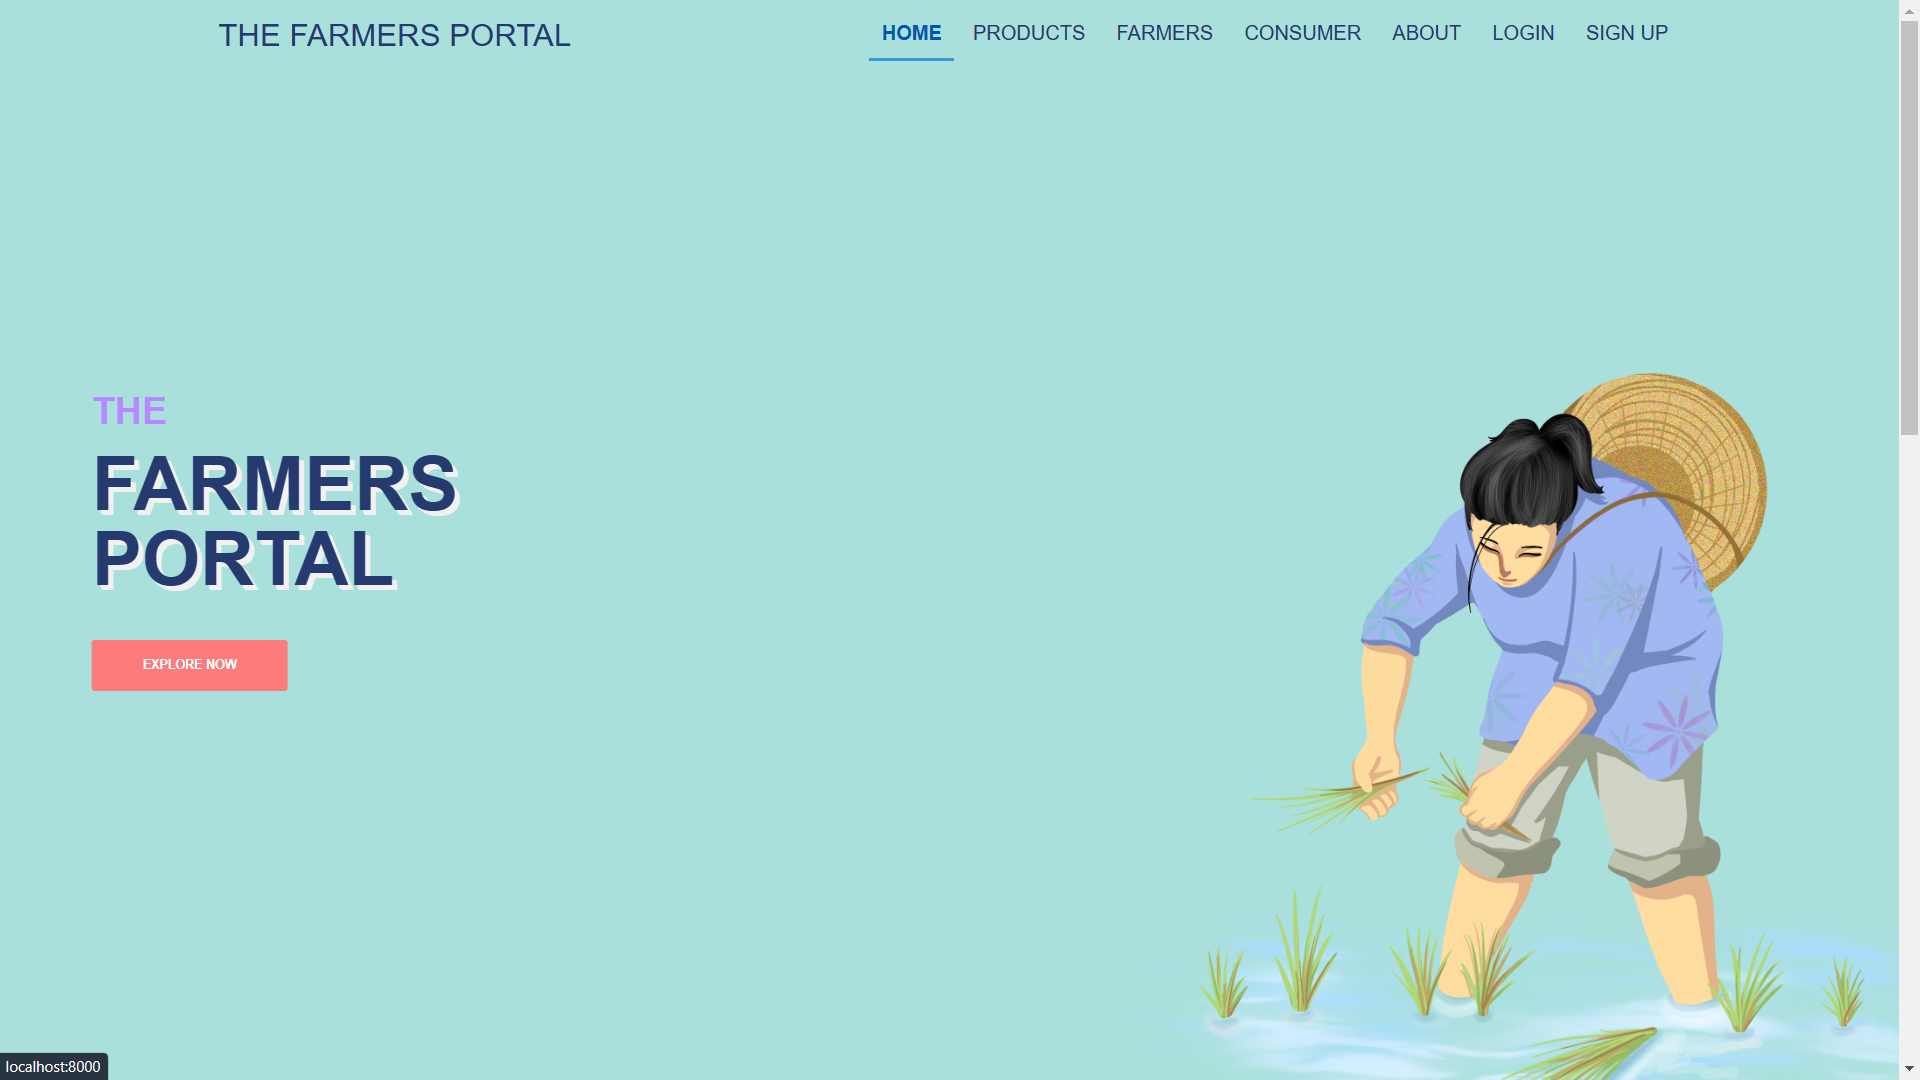 THE FARMERS PORTAL
HOME PRODUCTS FARMERS CONSUMER ABOUT LOGIN SIGN UP
THE
FARMERS
PORTAL
EXPLORE NOW
localhost:8000